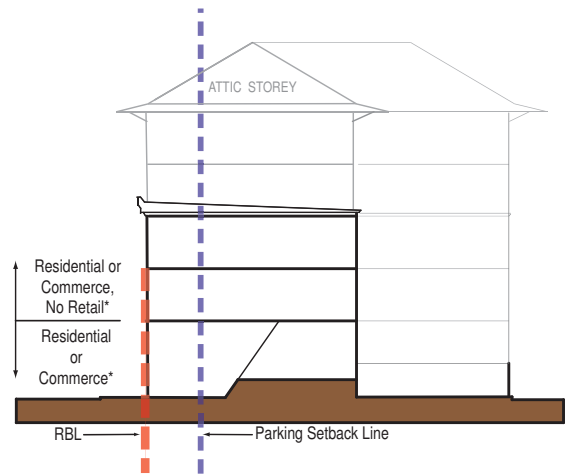 ATTIC STOREY
Residential or
Commerce,
No Retail*
Residential
or
Commerce*
RBL
Parking Setback Line